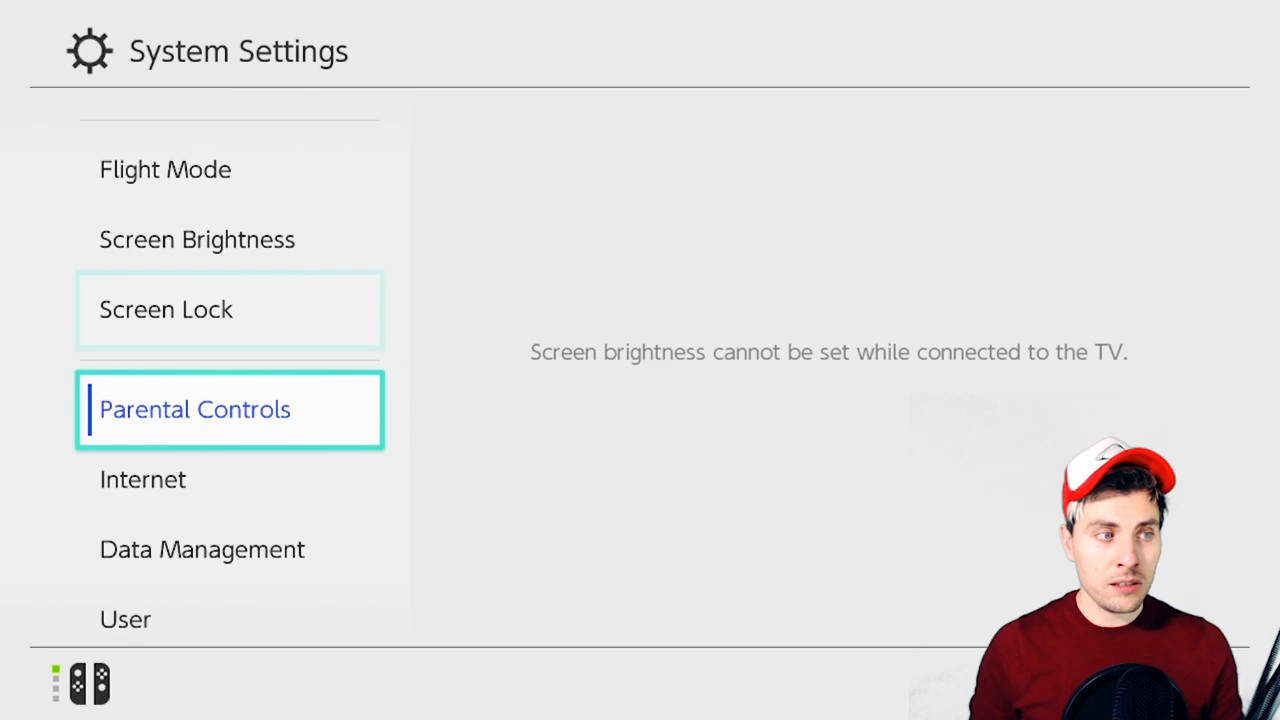 System Settings
Flight Mode
Screen Brightness
Screen Lock
Parental Controls
Internet
Data Management
User
Screen brightness cannot be set while connected to the TV.